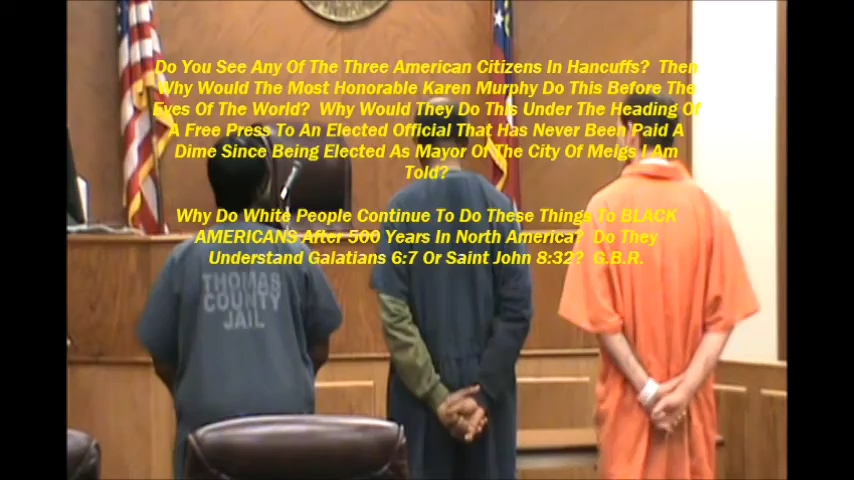 Do You See Any Of The Three American Citizens In Hancuffs?  Then
Why Would The Most Honorable Karen Murphy Do This Before The
Eyes Of The World?  Why Would They Do This Under The Heading Of
A Free Press To An Elected Official That Has Never Been Paid A
Dime Since Being Elected As Mayor Of The City Of Meigs I Am
Told?
Why Do White People Continue To Do These Things To BLACK
AMERICANS After 500 Years In North America?  Do They
Understand Galatians 6:7 Or Saint John 8:32?  G.B.R.
THOMAS
COUNTY
JAIL